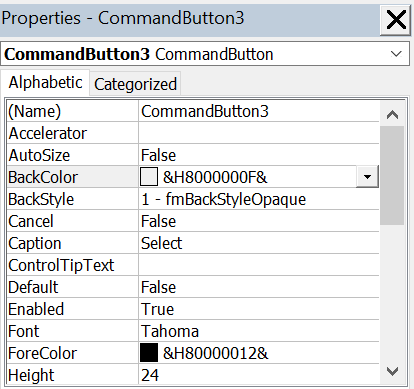 Properties - CommandButton3
CommandButton3 CommandButton
Alphabetic Categorized
(Name) CommandButton3
Accelerator
AutoSize False
BackColor &H8000000F&
BackStyle 1 - fmBackStyleOpaque
Cancel False
Caption Select
ControlTipText
Default False
Enabled True
Font Tahoma
ForeColor &H80000012&
Height 24